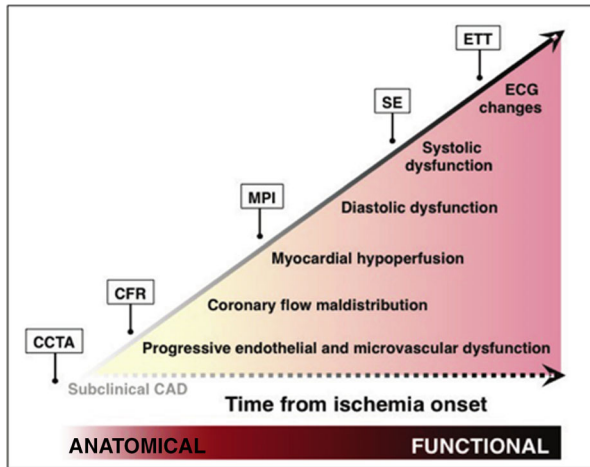 ETT
ECG
changes
SE
Systolic
dysfunction
MPI
Diastolic dysfunction
Myocardial hypoperfusion
CFR
Coronary flow maldistribution
CCTA
Progressive endothelial and microvascular dysfunction
Subclinical CAD
Time from ischemia onset
ANATOMICAL
FUNCTIONAL